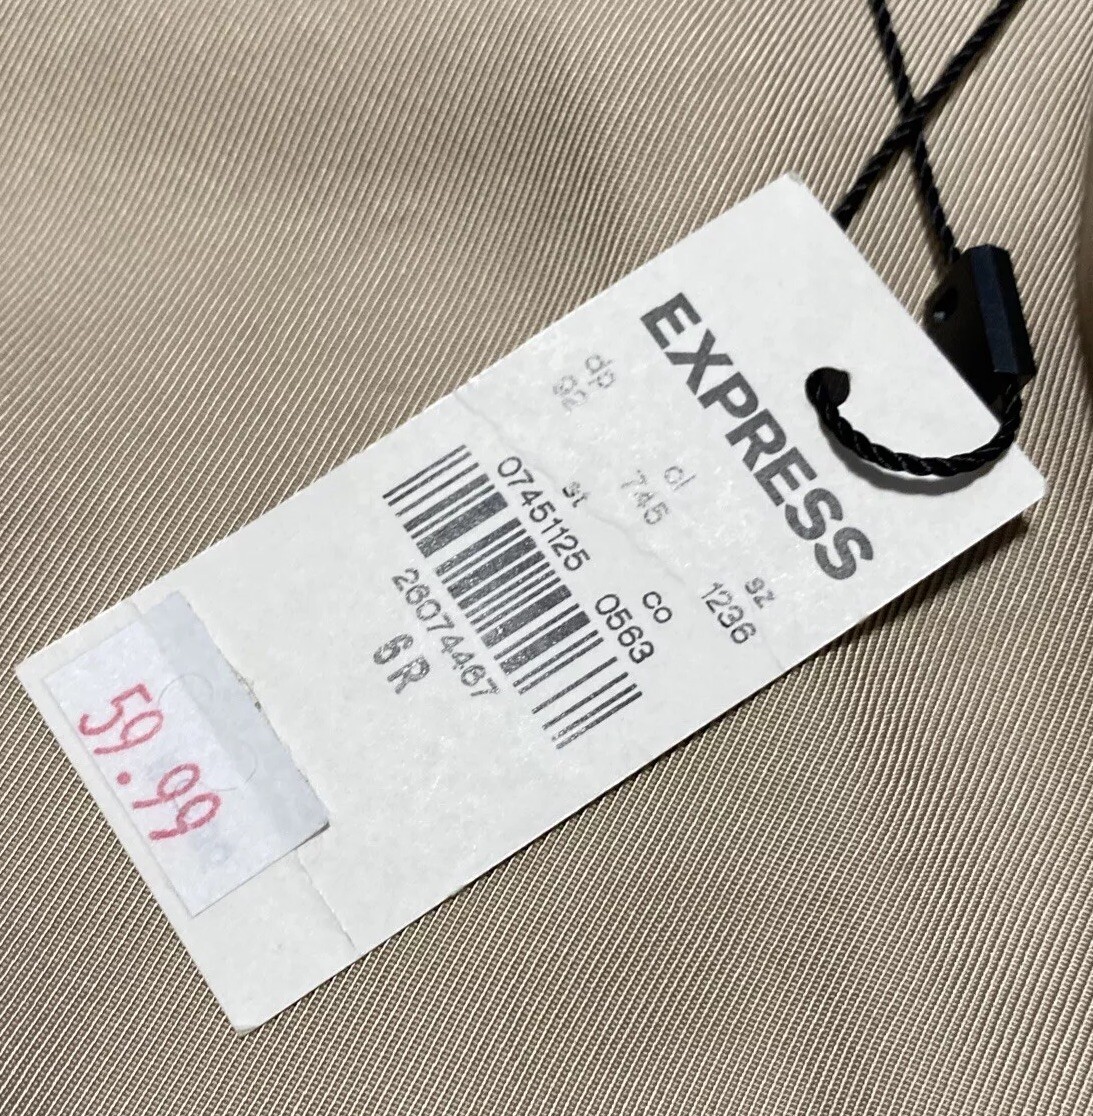 EXPRESS
dp cl sz
92 745 1236
st co
07451125 0563
26074467
6R
59.99